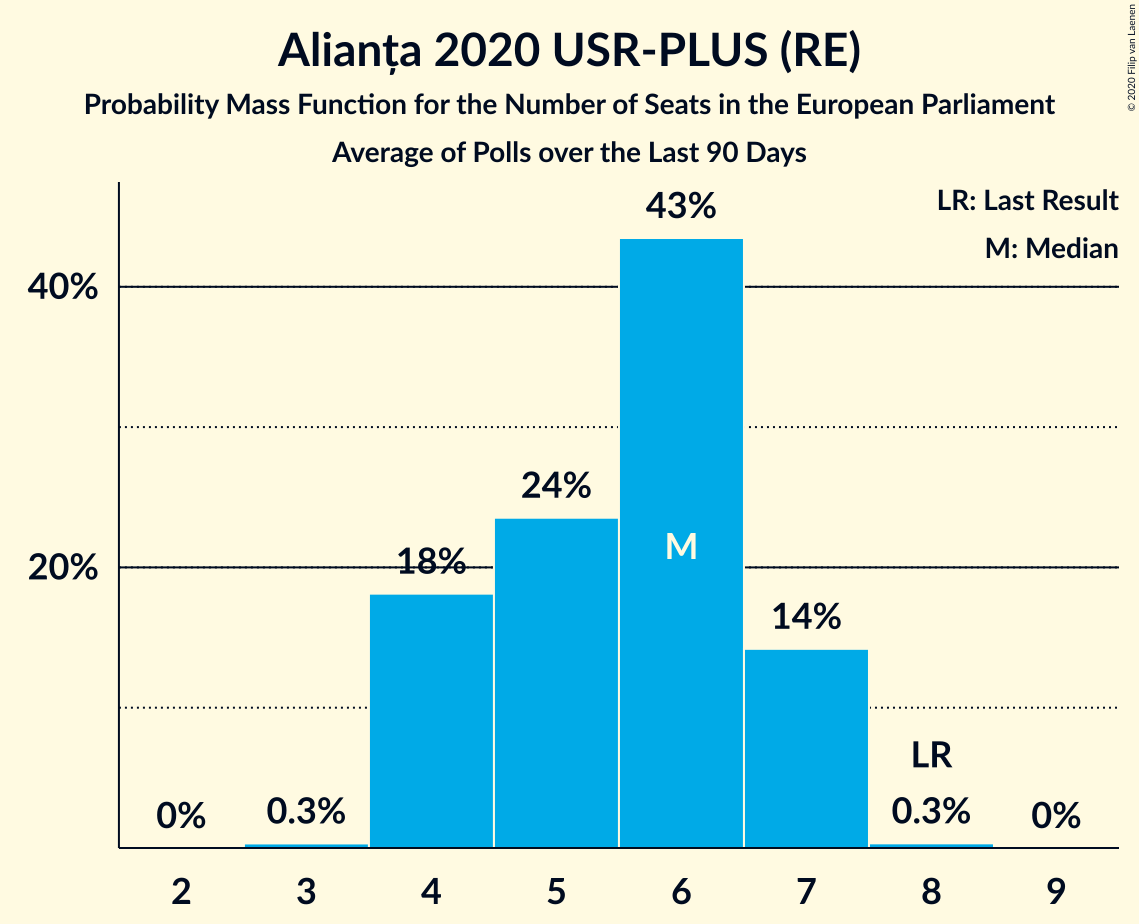 Alianța 2020 USR-PLUS (RE)
Probability Mass Function for the Number of Seats in the European Parliament
Average of Polls over the Last 90 Days
© 2020 Filip van Laenen
LR: Last Result
M: Median
43%
40%
24%
M
18%
20%
14%
LR
0%
0.3%
0.3%
0%
2 3 4 5 6 7 8 9